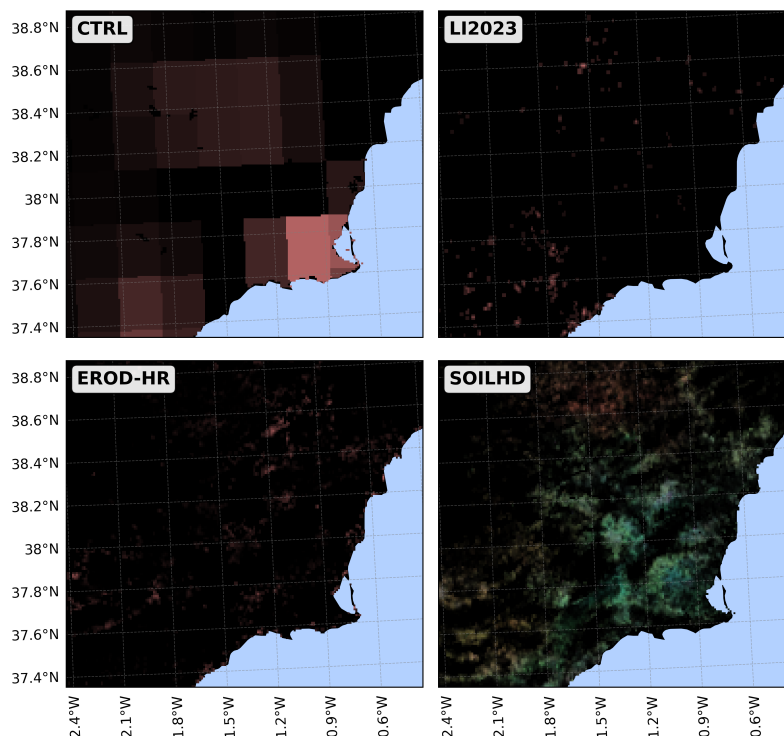 CTRL
LI2023
38.8°N
38.6°N
38.4°N
38.2°N
38°N
37.8°N
37.6°N
37.4°N
EROD-HR
SOILHD
38.8°N
38.6°N
38.4°N
38.2°N
38°N
37.8°N
37.6°N
37.4°N
2.4°W
2.1°W
1.8°W
1.5°W
1.2°W
0.9°W
0.6°W
2.4°W
2.1°W
1.8°W
1.5°W
1.2°W
0.9°W
0.6°W